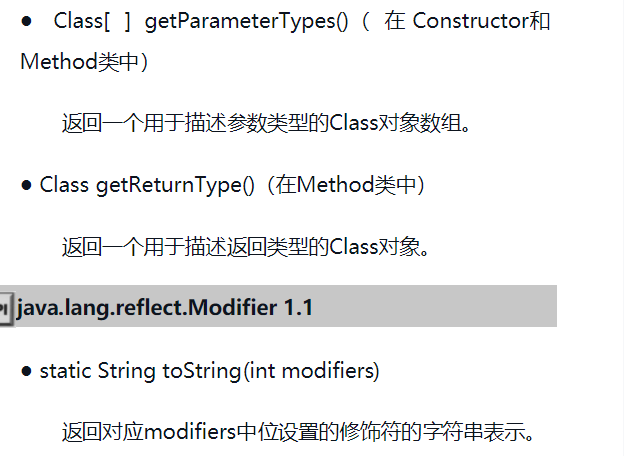 ● Class[ ] getParameterTypes()（ 在 Constructor和
Method类中）
返回一个用于描述参数类型的Class对象数组。
● Class getReturnType()（在Method类中）
返回一个用于描述返回类型的Class对象。
PI java.lang.reflect.Modifier 1.1
● static String toString(int modifiers)
返回对应modifiers中位设置的修饰符的字符串表示。